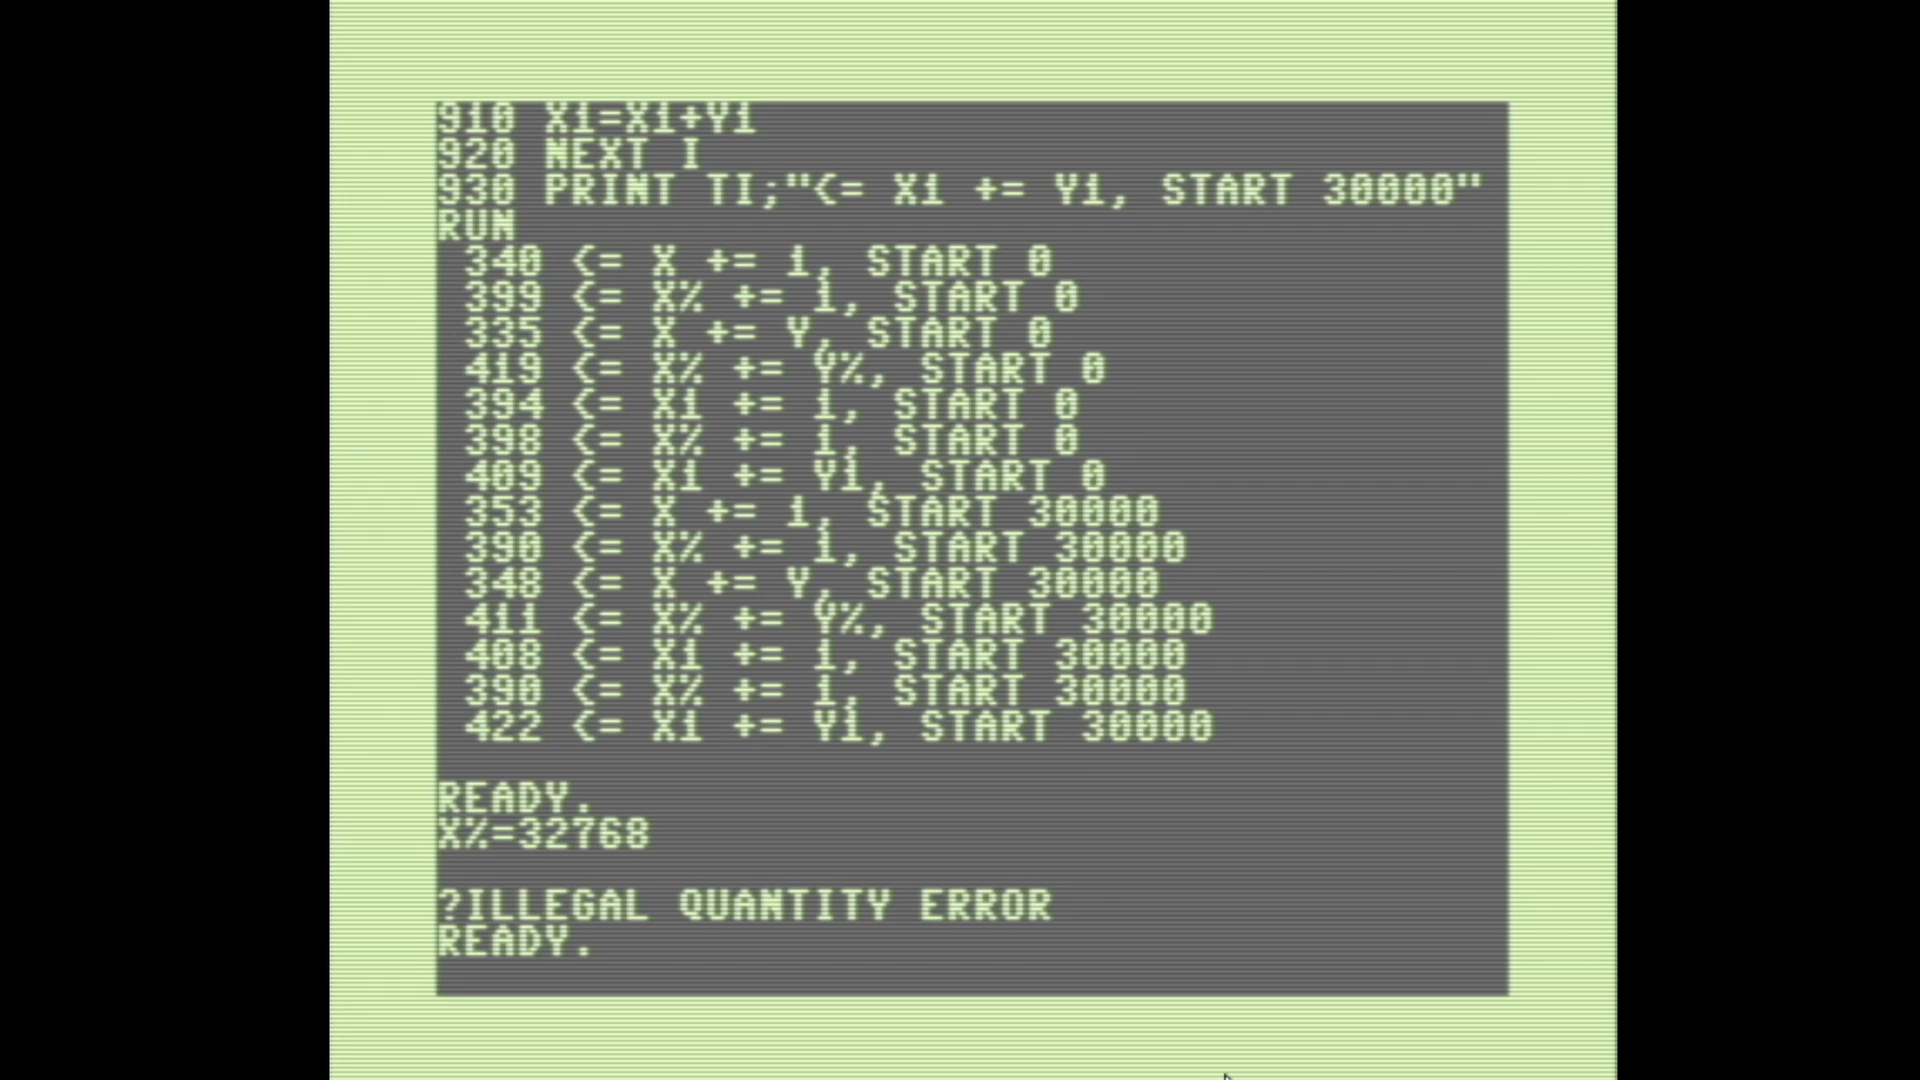 910 X1=X1+Y1
920 NEXT I
930 PRINT TI;"<= X1 += Y1, START 30000"
RUN
340 <= X += 1, START 0
399 <= X% += 1, START 0
335 <= X += Y, START 0
419 <= X% += Y%, START 0
394 <= X1 += 1, START 0
398 <= X% += 1, START 0
409 <= X1 += Y1, START 0
353 <= X += 1, START 30000
390 <= X% += 1, START 30000
348 <= X += Y, START 30000
411 <= X% += Y%, START 30000
408 <= X1 += 1, START 30000
390 <= X% += 1, START 30000
422 <= X1 += Y1, START 30000
READY.
X%=32768
?ILLEGAL QUANTITY ERROR
READY.